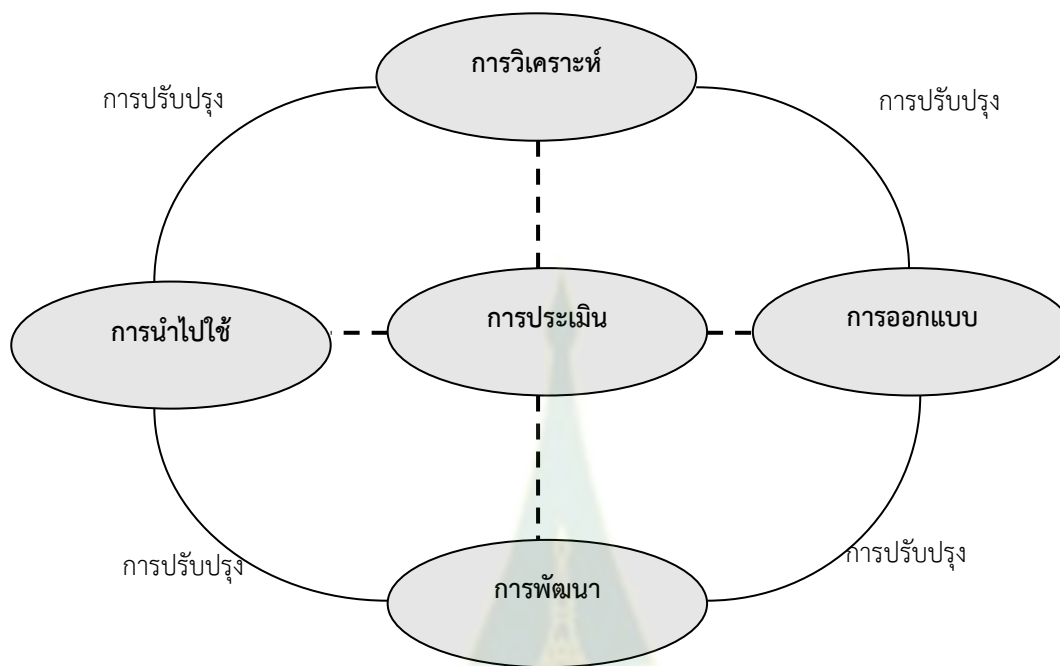 การวิเคราะห์
การปรับปรุง
การปรับปรุง
การนำไปใช้
การประเมิน
การออกแบบ
การปรับปรุง
การปรับปรุง
การพัฒนา